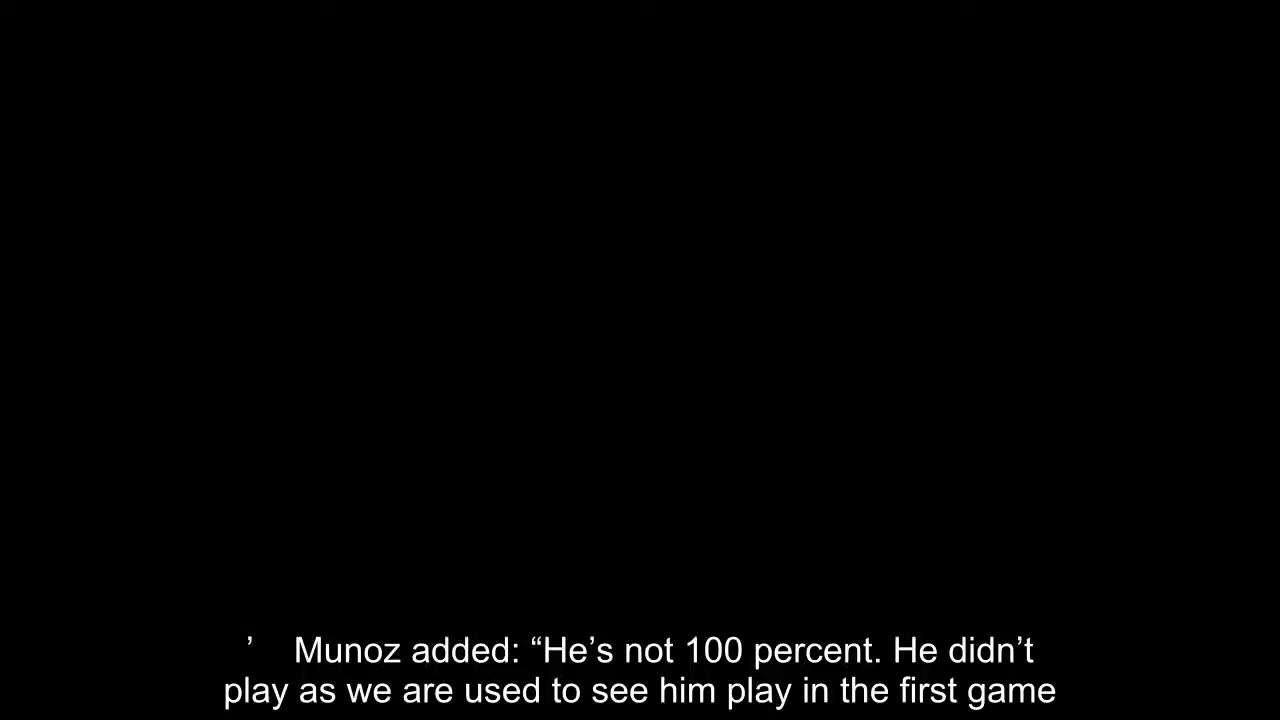 ’    Munoz added: “He’s not 100 percent. He didn’t
play as we are used to see him play in the first game